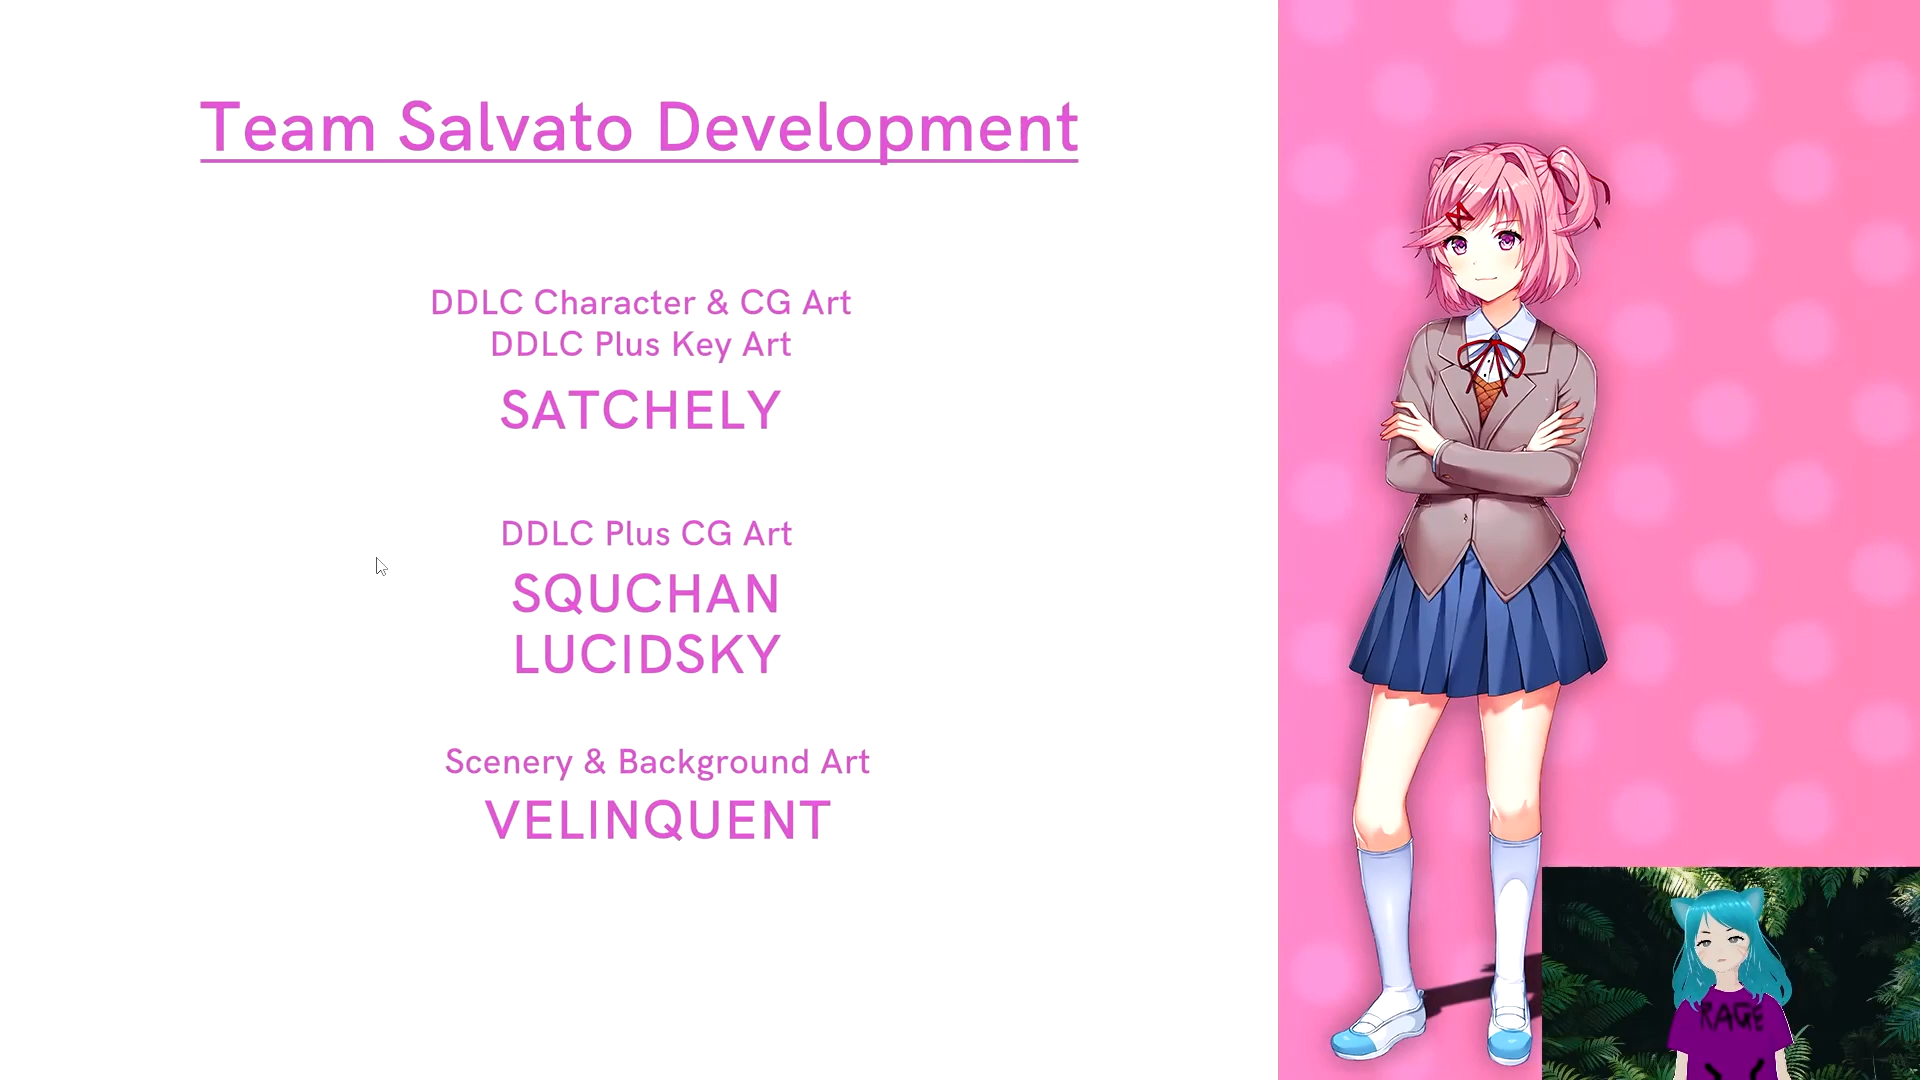 Team Salvato Development
DDLC Character & CG Art
DDLC Plus Key Art
SATCHELY
DDLC Plus CG Art
SQUCHAN
LUCIDSKY
Scenery & Background Art
VELINQUENT
RAGE